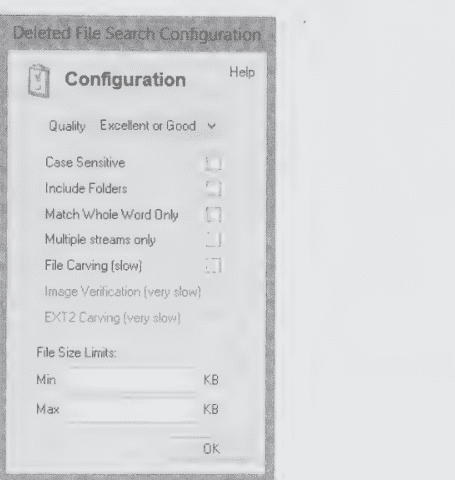 Deleted File Search Configuration
Configuration
Help
Quality Excellent or Good
Case Sensitive
Include Folders
Match Whole Word Only
Multiple streams only
File Carving (slow)
Image Verification (very slow)
EXT2 Carving (very slow)
File Size Limits:
Min KB
Max KB
OK